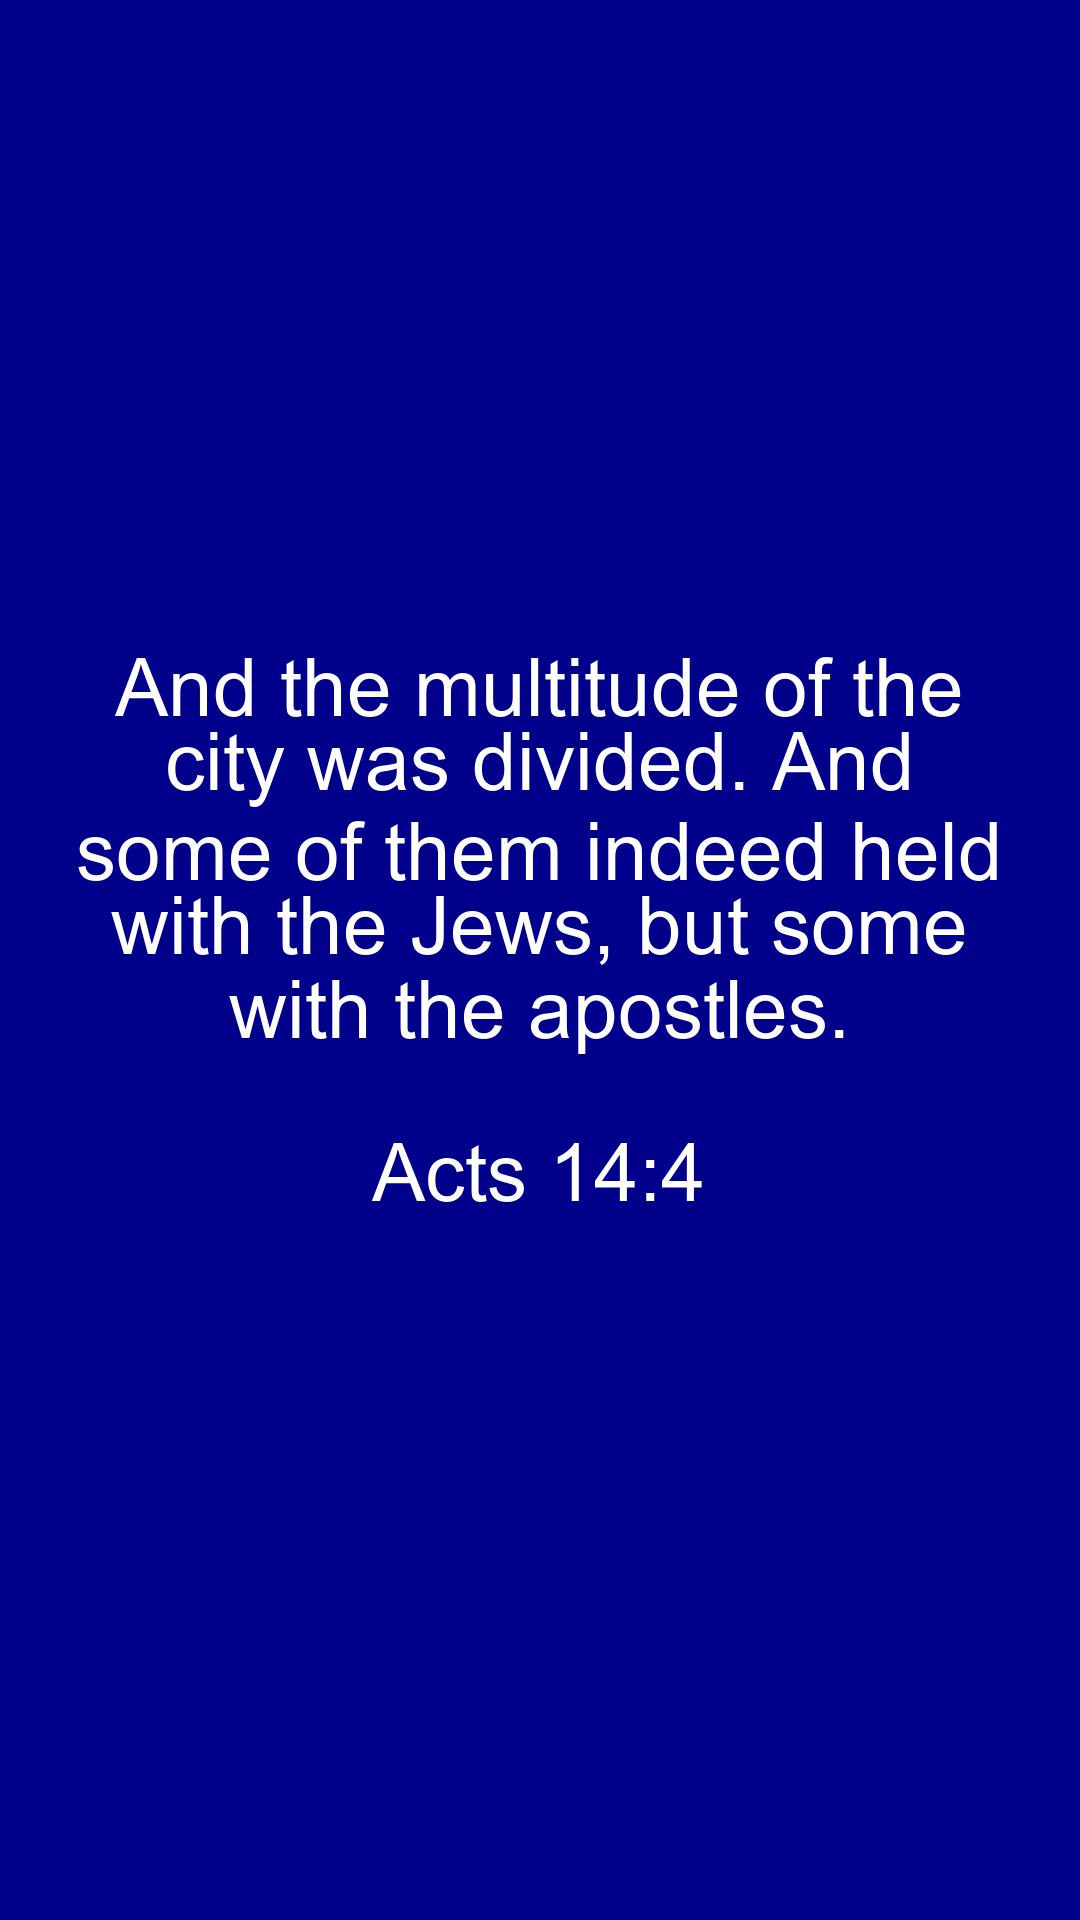 And the multitude of the
city was divided. And
some of them indeed held
with the Jews, but some
with the apostles.
Acts 14:4